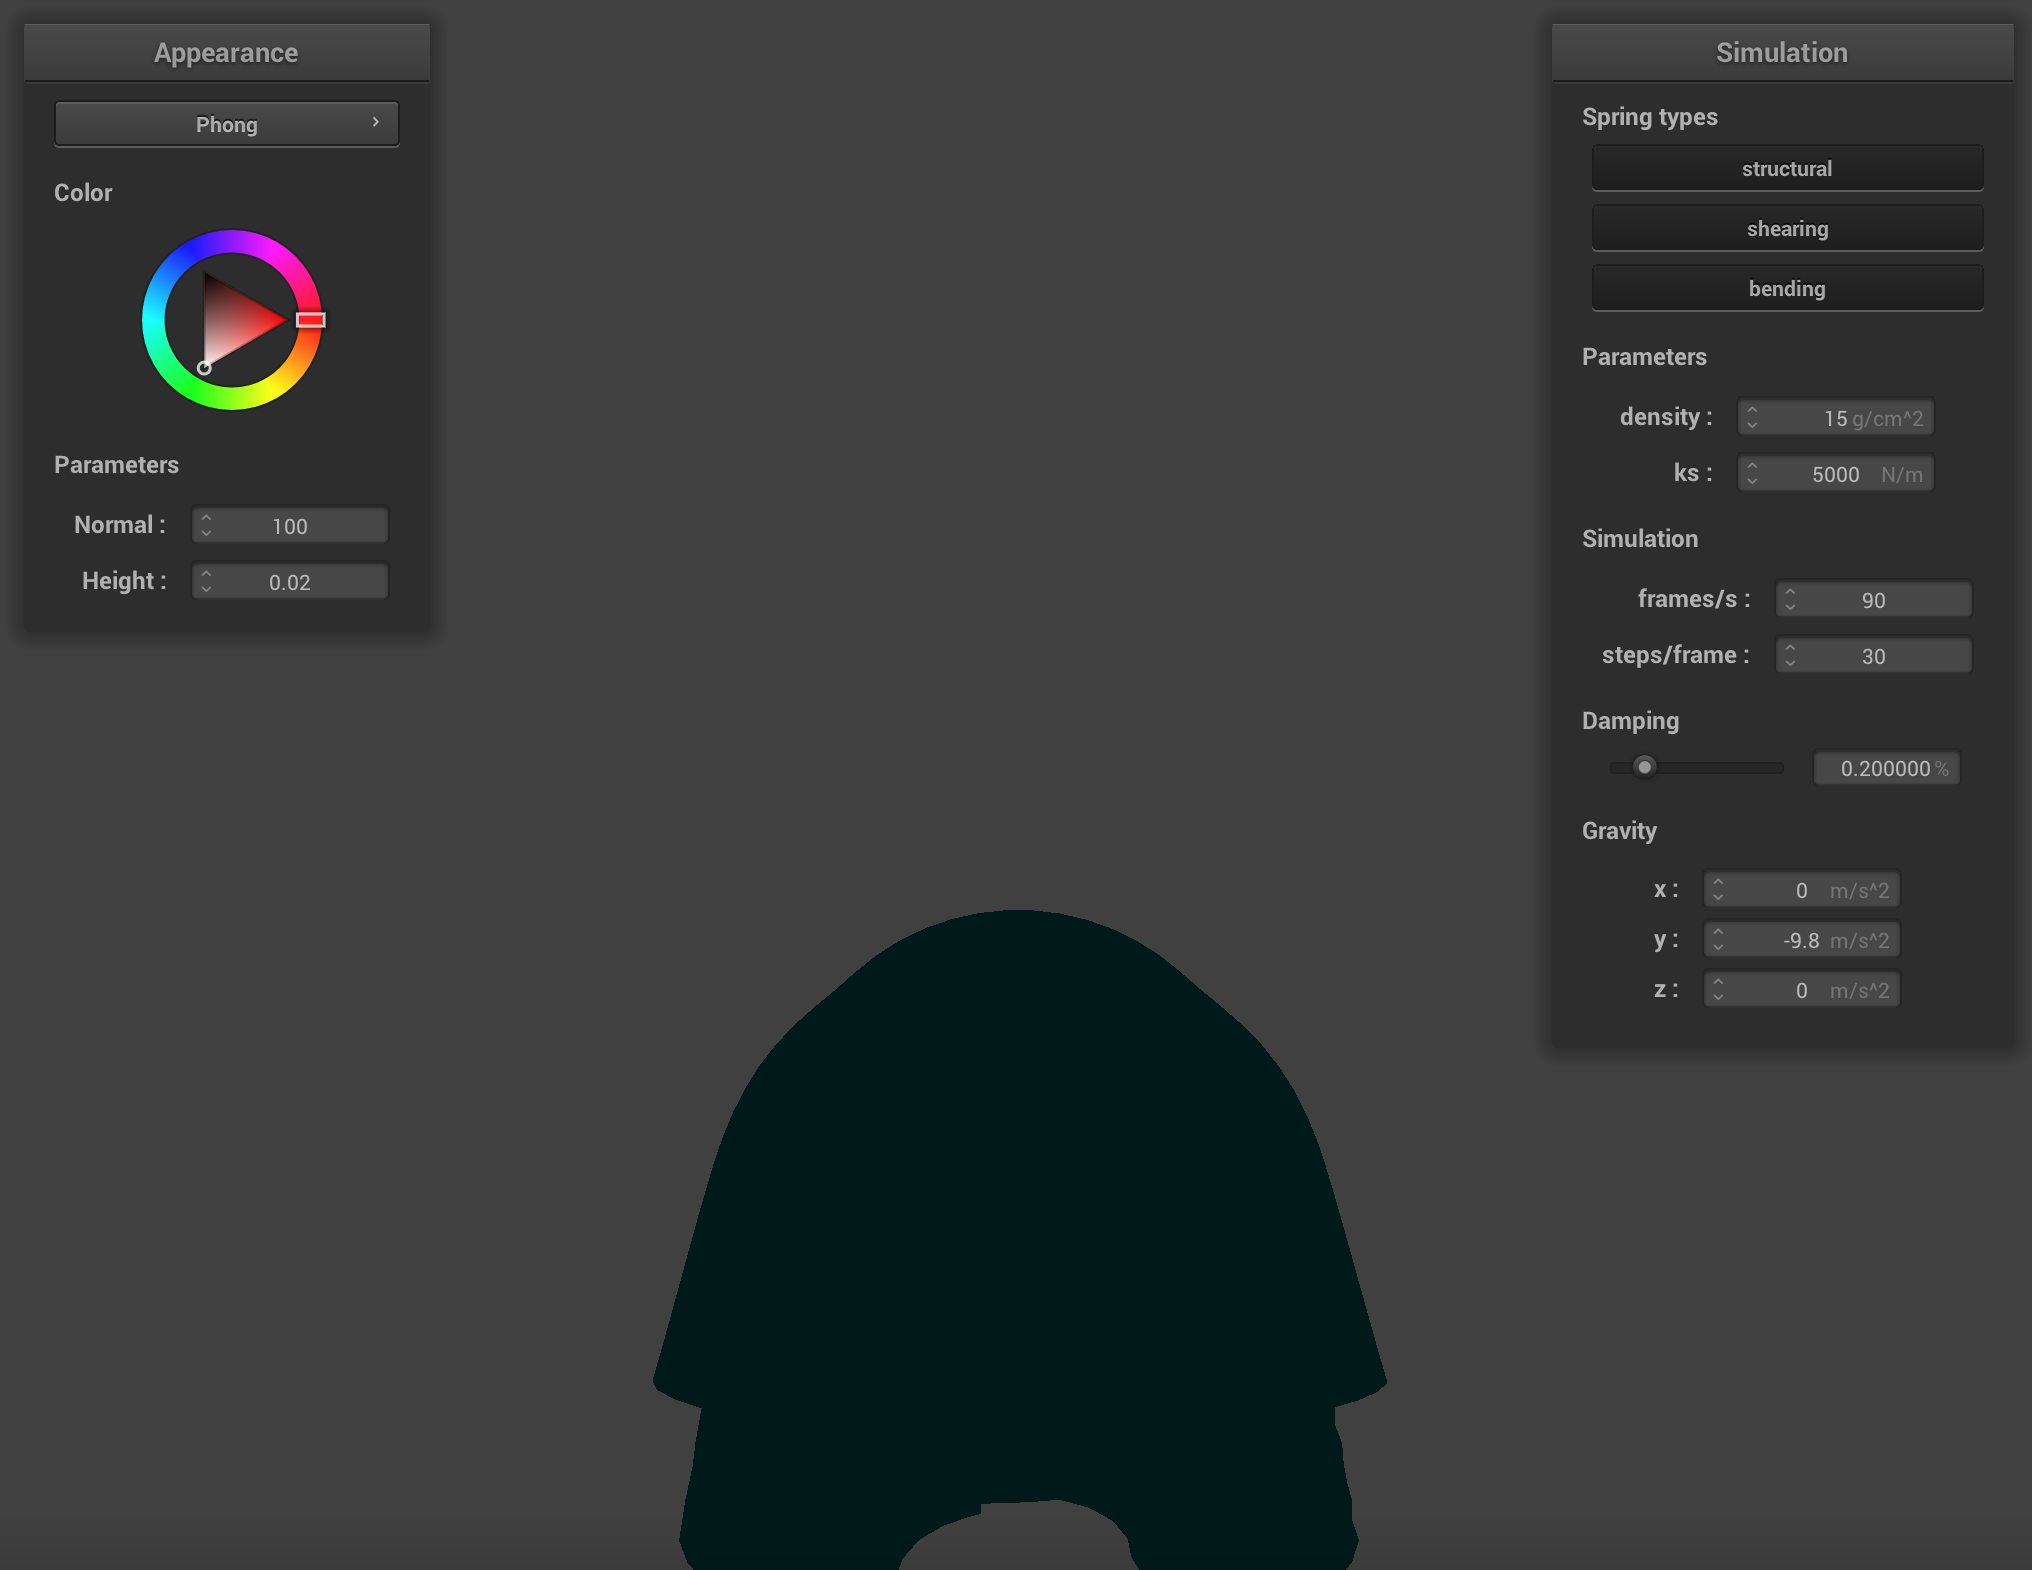 Appearance
Phong
Color
Parameters
Normal : 100
Height : 0.02
Simulation
Spring types
structural
shearing
bending
Parameters
density : 15 g/cm^2
ks : 5000 N/m
Simulation
frames/s : 90
steps/frame : 30
Damping
0.200000 %
Gravity
x : 0 m/s^2
y : -9.8 m/s^2
z : 0 m/s^2